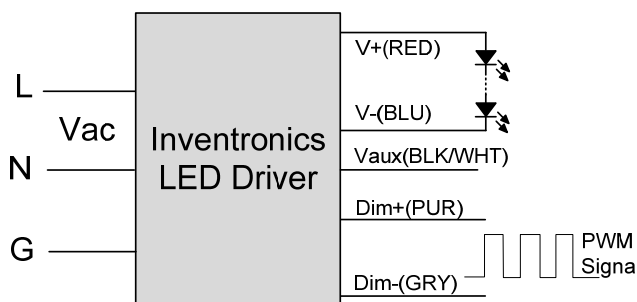 L
Vac
N
G
Inventronics
LED Driver
V+(RED)
V-(BLU)
Vaux(BLK/WHT)
Dim+(PUR)
Dim-(GRY)
PWM
Signa